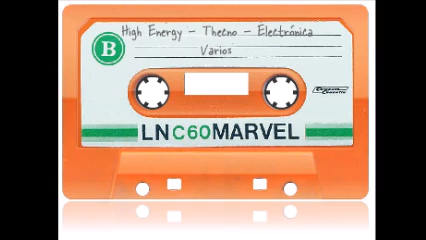 High Energy - Thecno - Electrónica
B
Varios
LNC60MARVEL